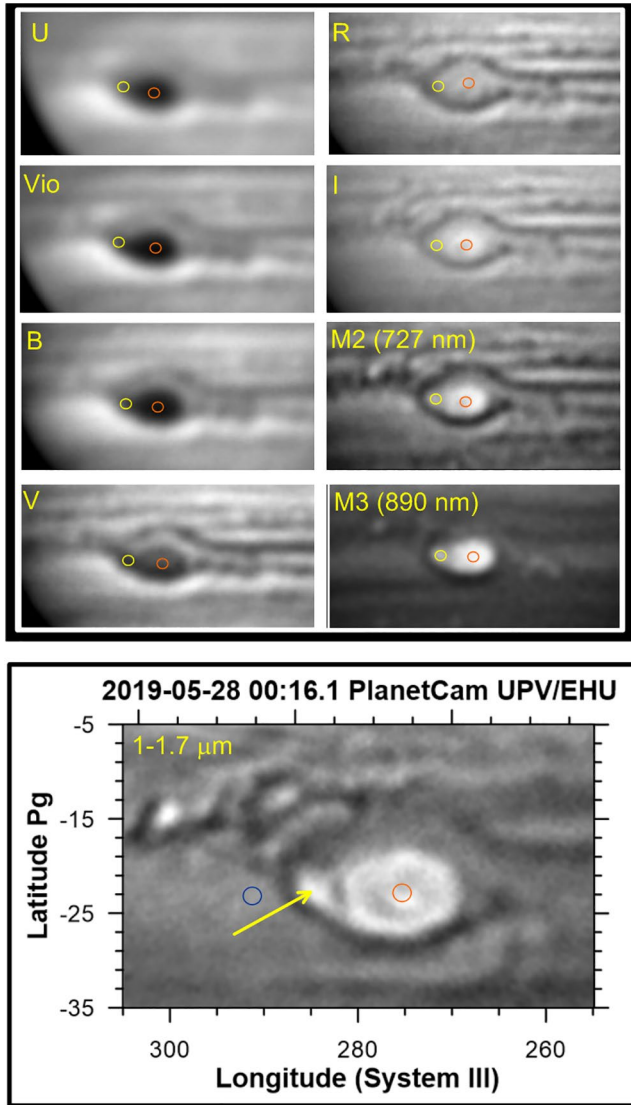 U
R
Vio
I
B
M2 (727 nm)
V
M3 (890 nm)
2019-05-28 00:16.1 PlanetCam UPV/EHU
1-1.7 μm
-5
-15
-25
-35
Latitude Pg
300
280
260
Longitude (System III)